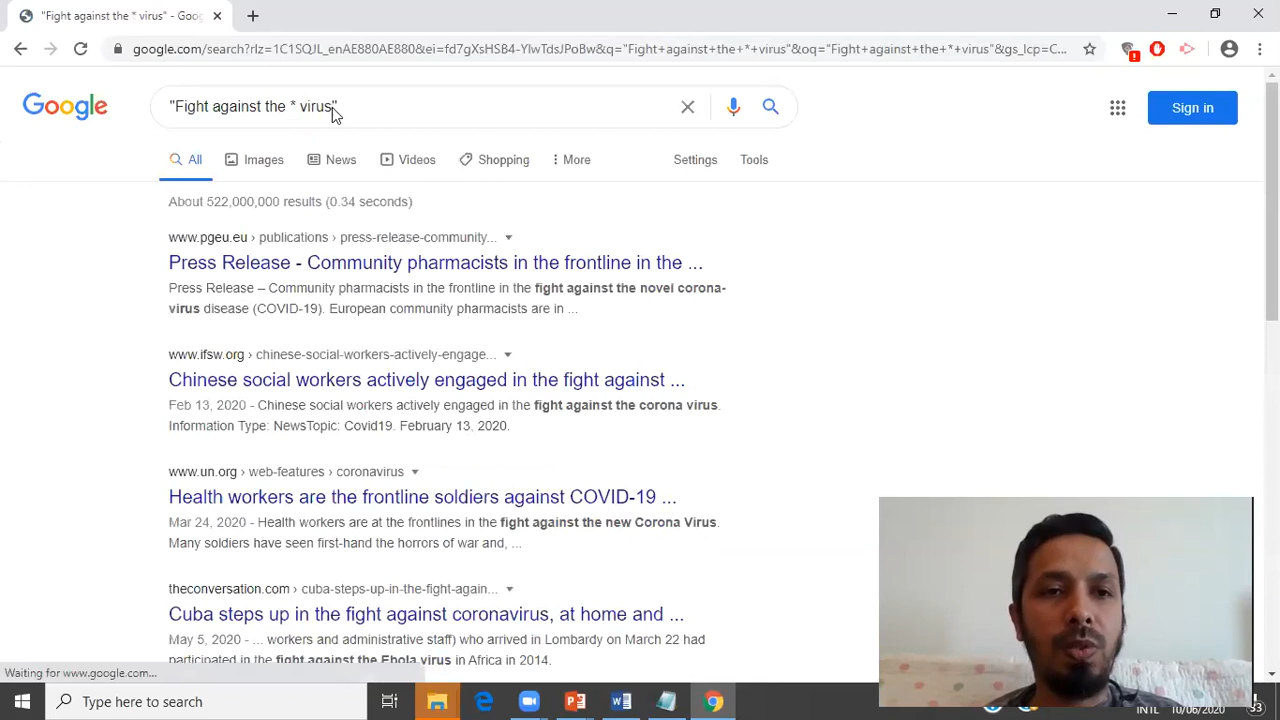 "Fight against the * virus" - Goo
google.com/search?rlz=1C1SQJL_enAE880AE880&ei=fd7gXsHSB4-YlwTdsJPoBw&q="Fight+against+the+*+virus"&oq="Fight+against+the+*+virus"&gs_lcp=C...
Google
"Fight against the * virus"
Sign in
All Images News Videos Shopping More Settings Tools
About 522,000,000 results (0.34 seconds)
www.pgeu.eu › publications › press-release-community...
Press Release - Community pharmacists in the frontline in the ...
Press Release – Community pharmacists in the frontline in the fight against the novel corona-
virus disease (COVID-19). European community pharmacists are in ...
www.ifsw.org › chinese-social-workers-actively-engage...
Chinese social workers actively engaged in the fight against ...
Feb 13, 2020 - Chinese social workers actively engaged in the fight against the corona virus.
Information Type: NewsTopic: Covid19. February 13, 2020.
www.un.org › web-features › coronavirus
Health workers are the frontline soldiers against COVID-19 ...
Mar 24, 2020 - Health workers are at the frontlines in the fight against the new Corona Virus.
Many soldiers have seen first-hand the horrors of war and, ...
theconversation.com › cuba-steps-up-in-the-fight-again...
Cuba steps up in the fight against coronavirus, at home and ...
May 5, 2020 - ... workers and administrative staff) who arrived in Lombardy on March 22 had
participated in the fight against the Ebola virus in Africa in 2014.
Waiting for www.google.com...
Type here to search
INTL 10/06/2020 33